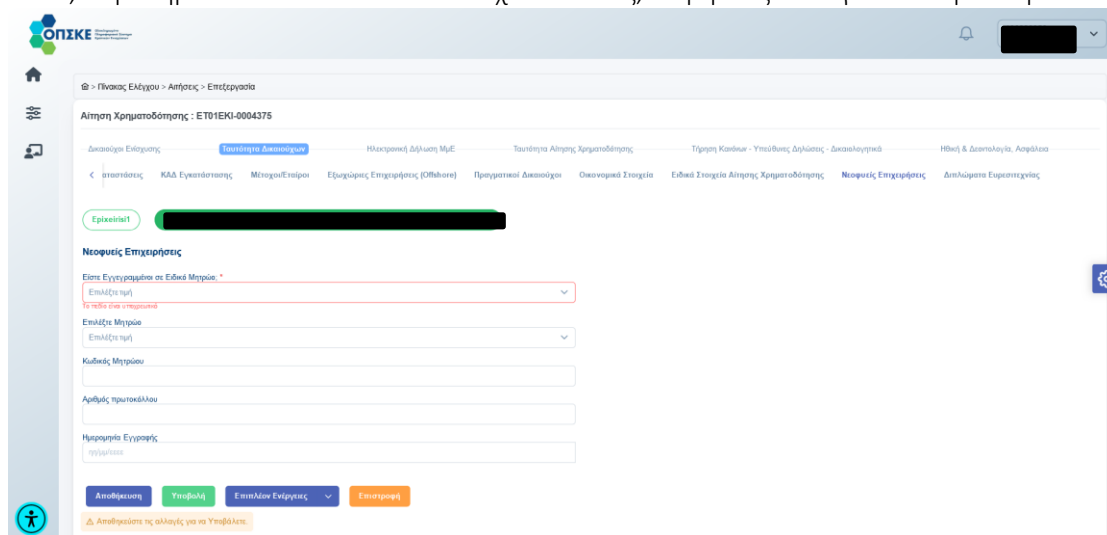 ΟΠΣΚΕ
> Πίνακας Ελέγχου > Αιτήσεις > Επεξεργασία
Αίτηση Χρηματοδότησης : ET01EKI-0004375
Δικαιούχοι Ενίσχυσης Ταυτότητα Δικαιούχων Ηλεκτρονική Δήλωση ΜμΕ Ταυτότητα Αίτησης Χρηματοδότησης Τήρηση Κανόνων - Υπεύθυνες Δηλώσεις - Δικαιολογητικά Ηθική & Δεοντολογία, Ασφάλεια
αταστάσεις ΚΑΔ Εγκατάστασης Μέτοχοι/Εταίροι Εξωχώριες Επιχειρήσεις (Offshore) Πραγματικοί Δικαιούχοι Οικονομικά Στοιχεία Ειδικά Στοιχεία Αίτησης Χρηματοδότησης Νεοφυείς Επιχειρήσεις Διπλώματα Ευρεσιτεχνίας
Epixeirisi1
Νεοφυείς Επιχειρήσεις
Είστε Εγγεγραμμένοι σε Ειδικό Μητρώο; *
Επιλέξτε τιμή
Το πεδίο είναι υποχρεωτικό
Επιλέξτε Μητρώο
Επιλέξτε τιμή
Κωδικός Μητρώου
Αριθμός πρωτοκόλλου
Ημερομηνία Εγγραφής
ηη/μμ/εεεε
Αποθήκευση Υποβολή Επιπλέον Ενέργειες Επιστροφή
Αποθηκεύστε τις αλλαγές για να Υποβάλετε.